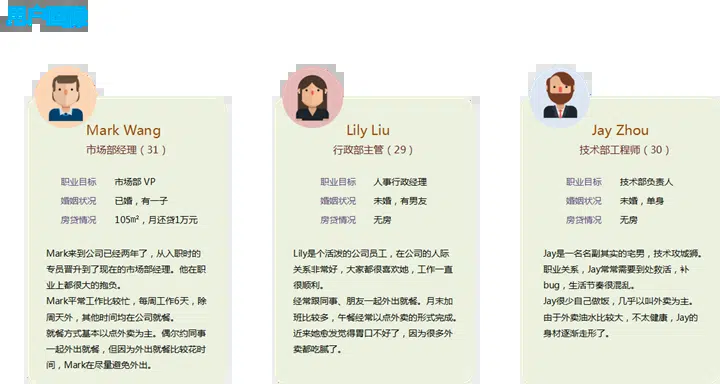 用户画像
Mark Wang
市场部经理（31）
职业目标 市场部 VP
婚姻状况 已婚，有一子
房贷情况 105㎡，月还贷1万元
Mark来到公司已经两年了，从入职时的
专员晋升到了现在的市场部经理。他在职
业上都很大的抱负。
Mark平常工作比较忙，每周工作6天，除
周天外，其他时间均在公司就餐。
就餐方式基本以点外卖为主。偶尔约同事
一起外出就餐，但因为外出就餐比较花时
间，Mark在尽量避免外出。
Lily Liu
行政部主管（29）
职业目标 人事行政经理
婚姻状况 未婚，有男友
房贷情况 无房
Lily是个活泼的公司员工，在公司的人际
关系非常好，大家都很喜欢她，工作一直
很顺利。
经常跟同事、朋友一起外出就餐。月末加
班比较多，午餐经常以点外卖的形式完成。
近来她愈发觉得胃口不好了，因为很多外
卖都吃腻了。
Jay Zhou
技术部工程师（30）
职业目标 技术部负责人
婚姻状况 未婚，单身
房贷情况 无房
Jay是一名名副其实的宅男，技术攻城狮。
职业关系，Jay常常需要到处救活，补
bug，生活节奏很混乱。
Jay很少自己做饭，几乎以叫外卖为主。
由于外卖油水比较大，不太健康，Jay的
身材逐渐走形了。